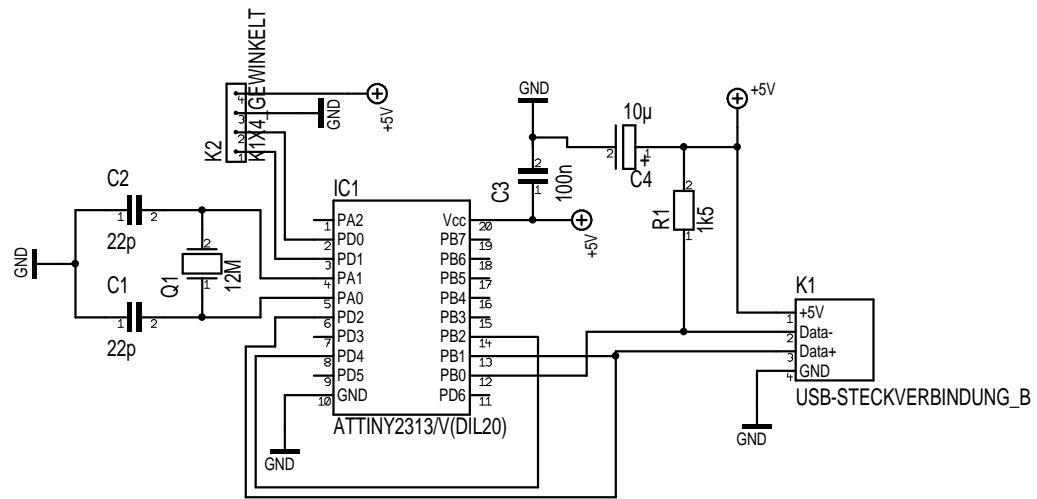 K2
K1X4_GEWINKELT
4
3
2
1
+5V
GND
GND
10µ
2
1
+
C4
+5V
C3
2
1
100n
+5V
R1
2
1
1k5
C2
1
2
22p
GND
Q1
2
1
12M
C1
1
2
22p
IC1
PA2
1
PD0
2
PD1
3
PA1
4
PA0
5
PD2
6
PD3
7
PD4
8
PD5
9
GND
10
Vcc
20
PB7
19
PB6
18
PB5
17
PB4
16
PB3
15
PB2
14
PB1
13
PB0
12
PD6
11
ATTINY2313/V(DIL20)
GND
K1
+5V
1
Data-
2
Data+
3
GND
4
USB-STECKVERBINDUNG_B
GND